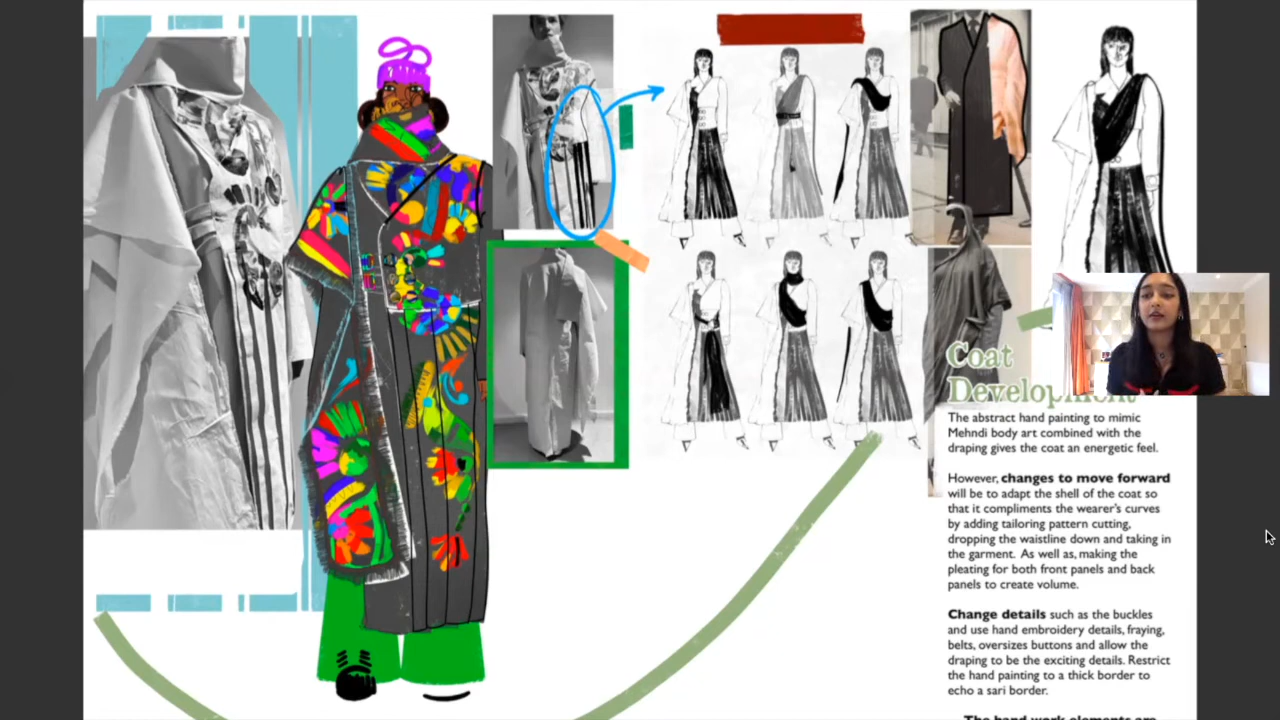 Coat
Development
The abstract hand painting to mimic
Mehndi body art combined with the
draping gives the coat an energetic feel.
However, changes to move forward
will be to adapt the shell of the coat so
that it compliments the wearer's curves
by adding tailoring pattern cutting,
dropping the waistline down and taking in
the garment. As well as, making the
pleating for both front panels and back
panels to create volume.
Change details such as the buckles
and use hand embroidery details, fraying,
belts, oversizes buttons and allow the
draping to be the exciting details. Restrict
the hand painting to a thick border to
echo a sari border.
The hand work elements are